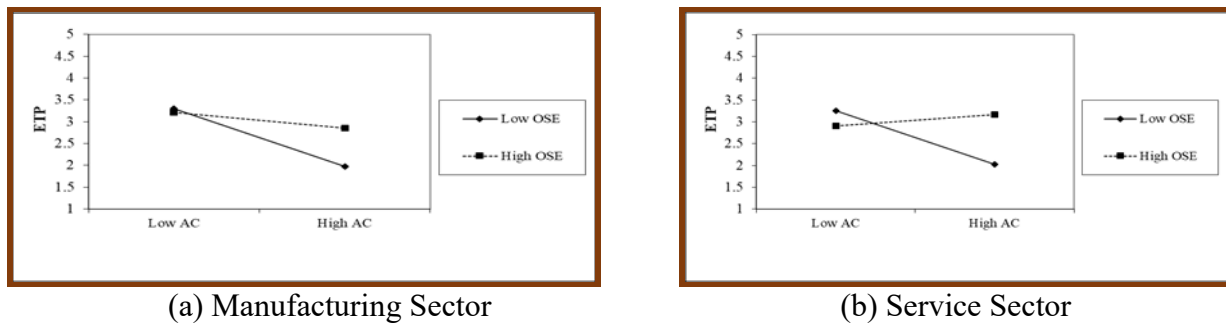 5
4.5
4
3.5
3
2.5
2
1.5
1
ETP
Low AC High AC
Low OSE
High OSE
(a) Manufacturing Sector
5
4.5
4
3.5
3
2.5
2
1.5
1
ETP
Low AC High AC
Low OSE
High OSE
(b) Service Sector